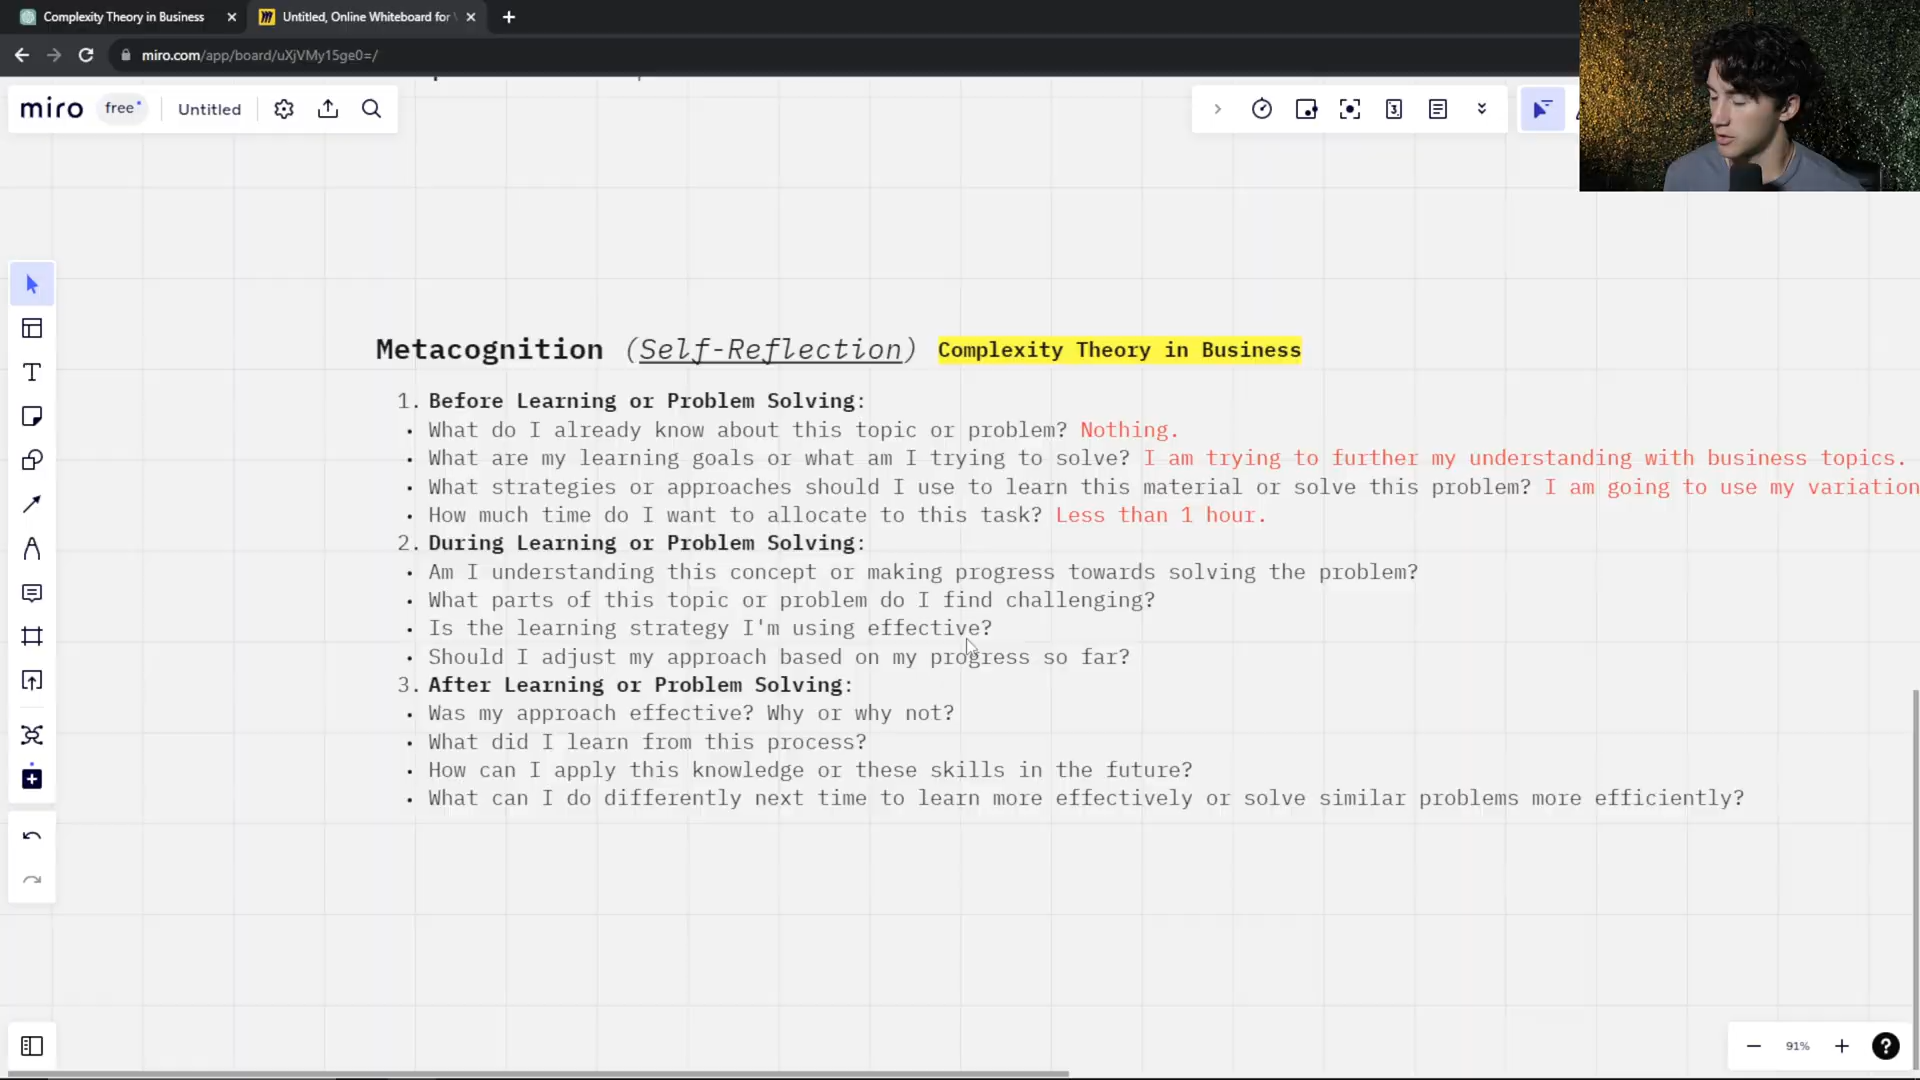 Complexity Theory in Business
Untitled, Online Whiteboard for
miro.com/app/board/uXjVMy15ge0=/
miro free Untitled
3
Metacognition (Self-Reflection) Complexity Theory in Business
1. Before Learning or Problem Solving:
· What do I already know about this topic or problem? Nothing.
· What are my learning goals or what am I trying to solve? I am trying to further my understanding with business topics.
· What strategies or approaches should I use to learn this material or solve this problem? I am going to use my variation
· How much time do I want to allocate to this task? Less than 1 hour.
2. During Learning or Problem Solving:
· Am I understanding this concept or making progress towards solving the problem?
· What parts of this topic or problem do I find challenging?
· Is the learning strategy I'm using effective?
· Should I adjust my approach based on my progress so far?
3. After Learning or Problem Solving:
· Was my approach effective? Why or why not?
· What did I learn from this process?
· How can I apply this knowledge or these skills in the future?
· What can I do differently next time to learn more effectively or solve similar problems more efficiently?
91%